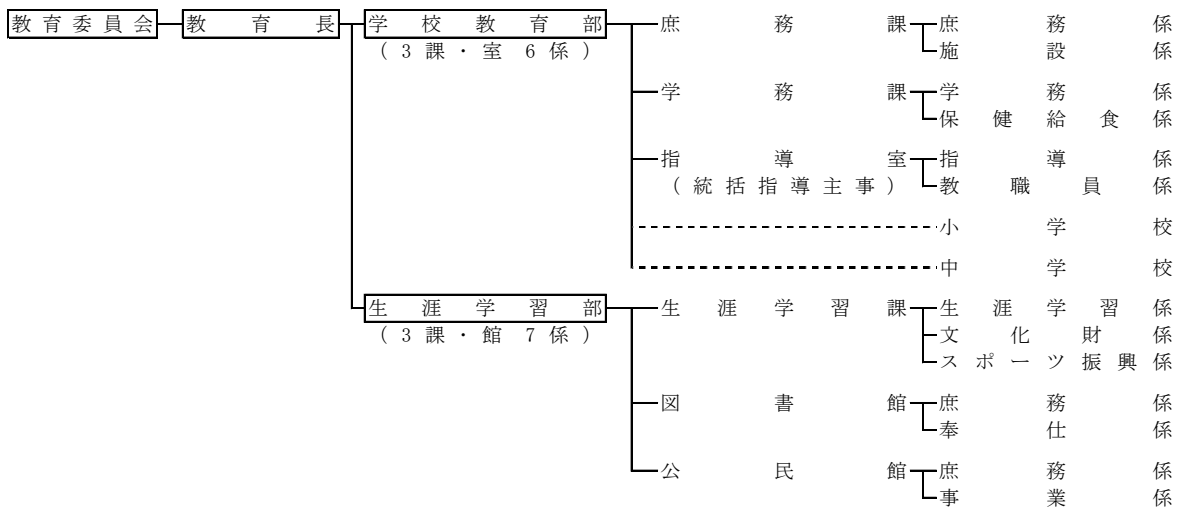 教育委員会 教育長 学校教育部 庶務課 庶務係
(3課・室 6係) 施設係
学務課 学務係
保健給食係
指導室 指導係
(統括指導主事) 教職員係
小学校
中学校
生涯学習部 生涯学習課 生涯学習係
(3課・館 7係) 文化財係
スポーツ振興係
図書館 庶務係
奉仕係
公民館 庶務係
事業係